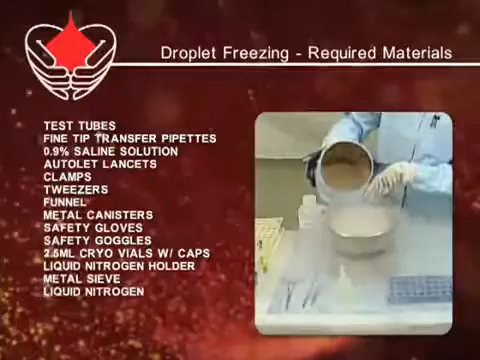 Droplet Freezing - Required Materials
TEST TUBES
FINE TIP TRANSFER PIPETTES
0.9% SALINE SOLUTION
AUTOLET LANCETS
CLAMPS
TWEEZERS
FUNNEL
METAL CANISTERS
SAFETY GLOVES
SAFETY GOGGLES
2.5ML CRYO VIALS W/ CAPS
LIQUID NITROGEN HOLDER
METAL SIEVE
LIQUID NITROGEN